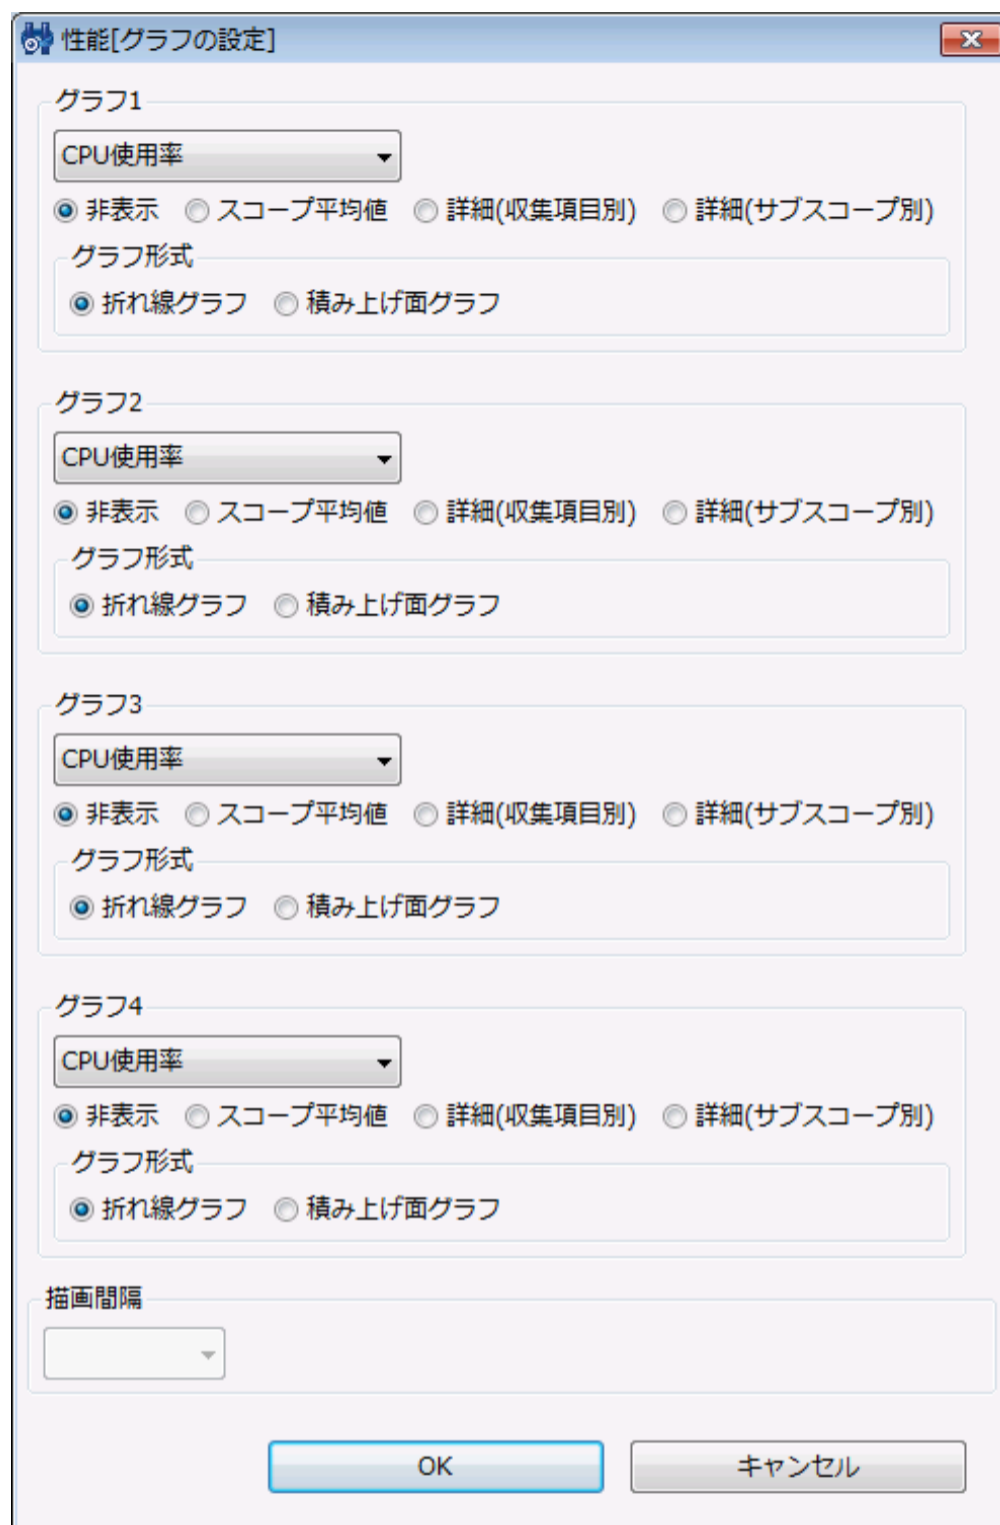 性能[グラフの設定]
グラフ1
CPU使用率
非表示 スコープ平均値 詳細(収集項目別) 詳細(サブスコープ別)
グラフ形式
折れ線グラフ 積み上げ面グラフ
グラフ2
CPU使用率
非表示 スコープ平均値 詳細(収集項目別) 詳細(サブスコープ別)
グラフ形式
折れ線グラフ 積み上げ面グラフ
グラフ3
CPU使用率
非表示 スコープ平均値 詳細(収集項目別) 詳細(サブスコープ別)
グラフ形式
折れ線グラフ 積み上げ面グラフ
グラフ4
CPU使用率
非表示 スコープ平均値 詳細(収集項目別) 詳細(サブスコープ別)
グラフ形式
折れ線グラフ 積み上げ面グラフ
描画間隔
OK キャンセル